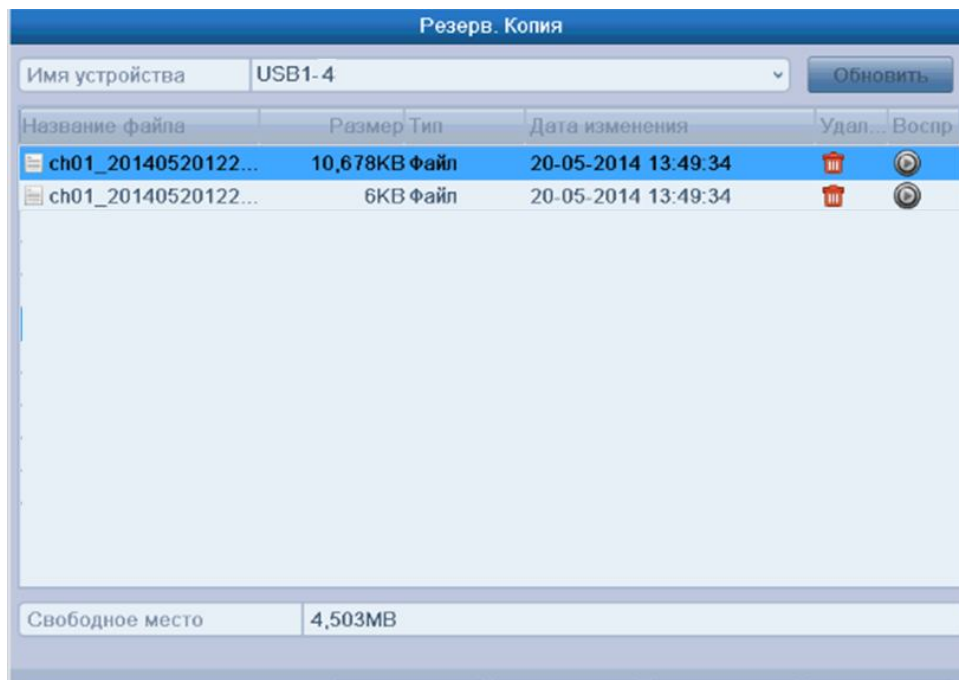 Резерв. Копия
Имя устройства USB1-4 Обновить
Название файла Размер Тип Дата изменения Удал... Воспр
ch01_20140520122... 10,678KB Файл 20-05-2014 13:49:34
ch01_20140520122... 6KB Файл 20-05-2014 13:49:34
Свободное место 4,503MB